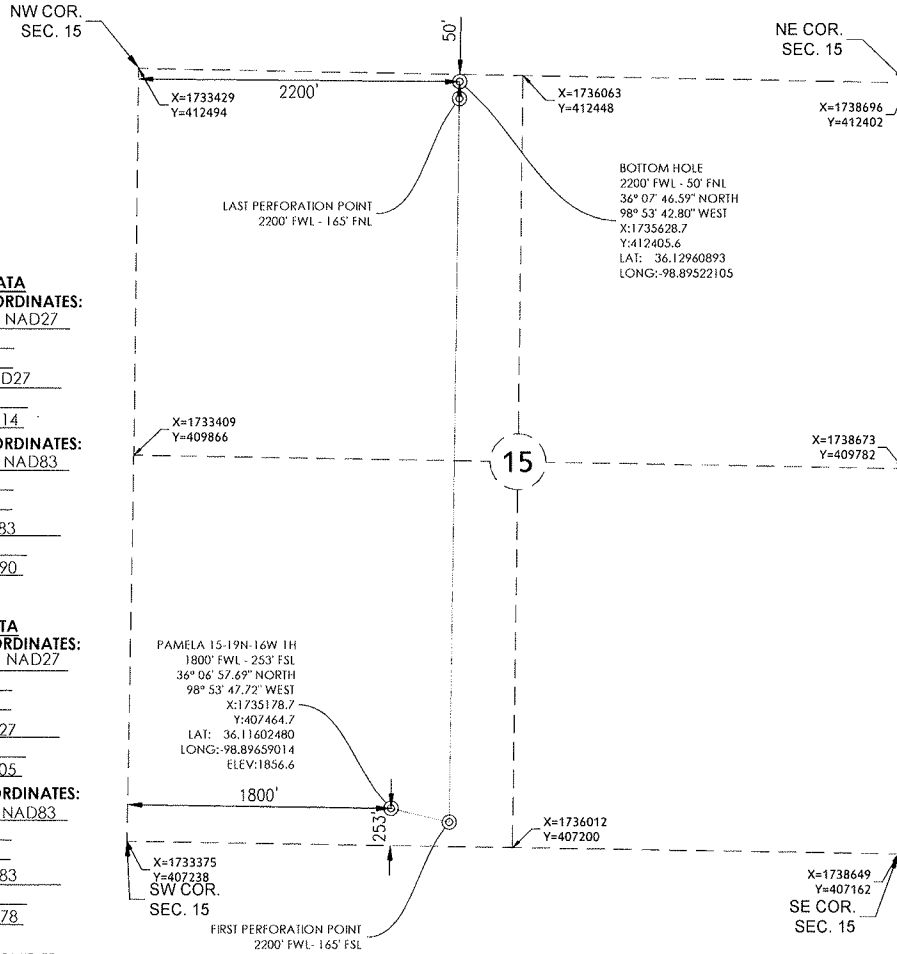 NW COR.
SEC. 15
50'
NE COR.
SEC. 15
2200'
X=1733429
Y=412494
X=1736063
Y=412448
X=1738696
Y=412402
LAST PERFORATION POINT
2200' FWL - 165' FNL
BOTTOM HOLE
2200' FWL - 50' FNL
36° 07' 46.59" NORTH
98° 53' 42.80" WEST
X:1735628.7
Y:412405.6
LAT: 36.12960893
LONG:-98.89522105
ATA
ORDINATES:
NAD27
D27
14
ORDINATES:
NAD83
83
90
X=1733409
Y=409866
15
X=1738673
Y=409782
TA
ORDINATES:
NAD27
27
05
ORDINATES:
NAD83
83
78
PAMELA 15-19N-16W 1H
1800' FWL - 253' FSL
36° 06' 57.69" NORTH
98° 53' 47.72" WEST
X:1735178.7
Y:407464.7
LAT: 36.11602480
LONG:-98.89659014
ELEV:1856.6
1800'
253'
X=1733375
Y=407238
SW COR.
SEC. 15
X=1736012
Y=407200
X=1738649
Y=407162
SE COR.
SEC. 15
FIRST PERFORATION POINT
2200' FWL- 165' FSL